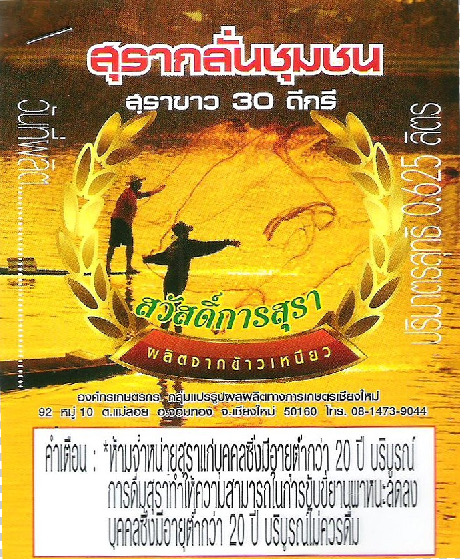 สุรากลั่นชุมชน
สุราขาว 30 ดีกรี
วันที่ผลิต
ปริมาตรสุทธิ 0.625 ลิตร
สวัสดิ์การสุรา
ผลิตจากข้าวเหนียว
องค์กรเกษตรกร กลุ่มแปรรูปผลผลิตทางการเกษตรเชียงใหม่
92 หมู่ 10 ต.แม่สอย อ.จอมทอง จ.เชียงใหม่ 50160 โทร. 08-1473-9044
คำเตือน : *ห้ามจำหน่ายสุราแก่บุคคลซึ่งมีอายุต่ำกว่า 20 ปี บริบูรณ์
การดื่มสุราทำให้ความสามารถในการขับขี่ยานพาหนะลดลง
บุคคลซึ่งมีอายุต่ำกว่า 20 ปี บริบูรณ์ไม่ควรดื่ม